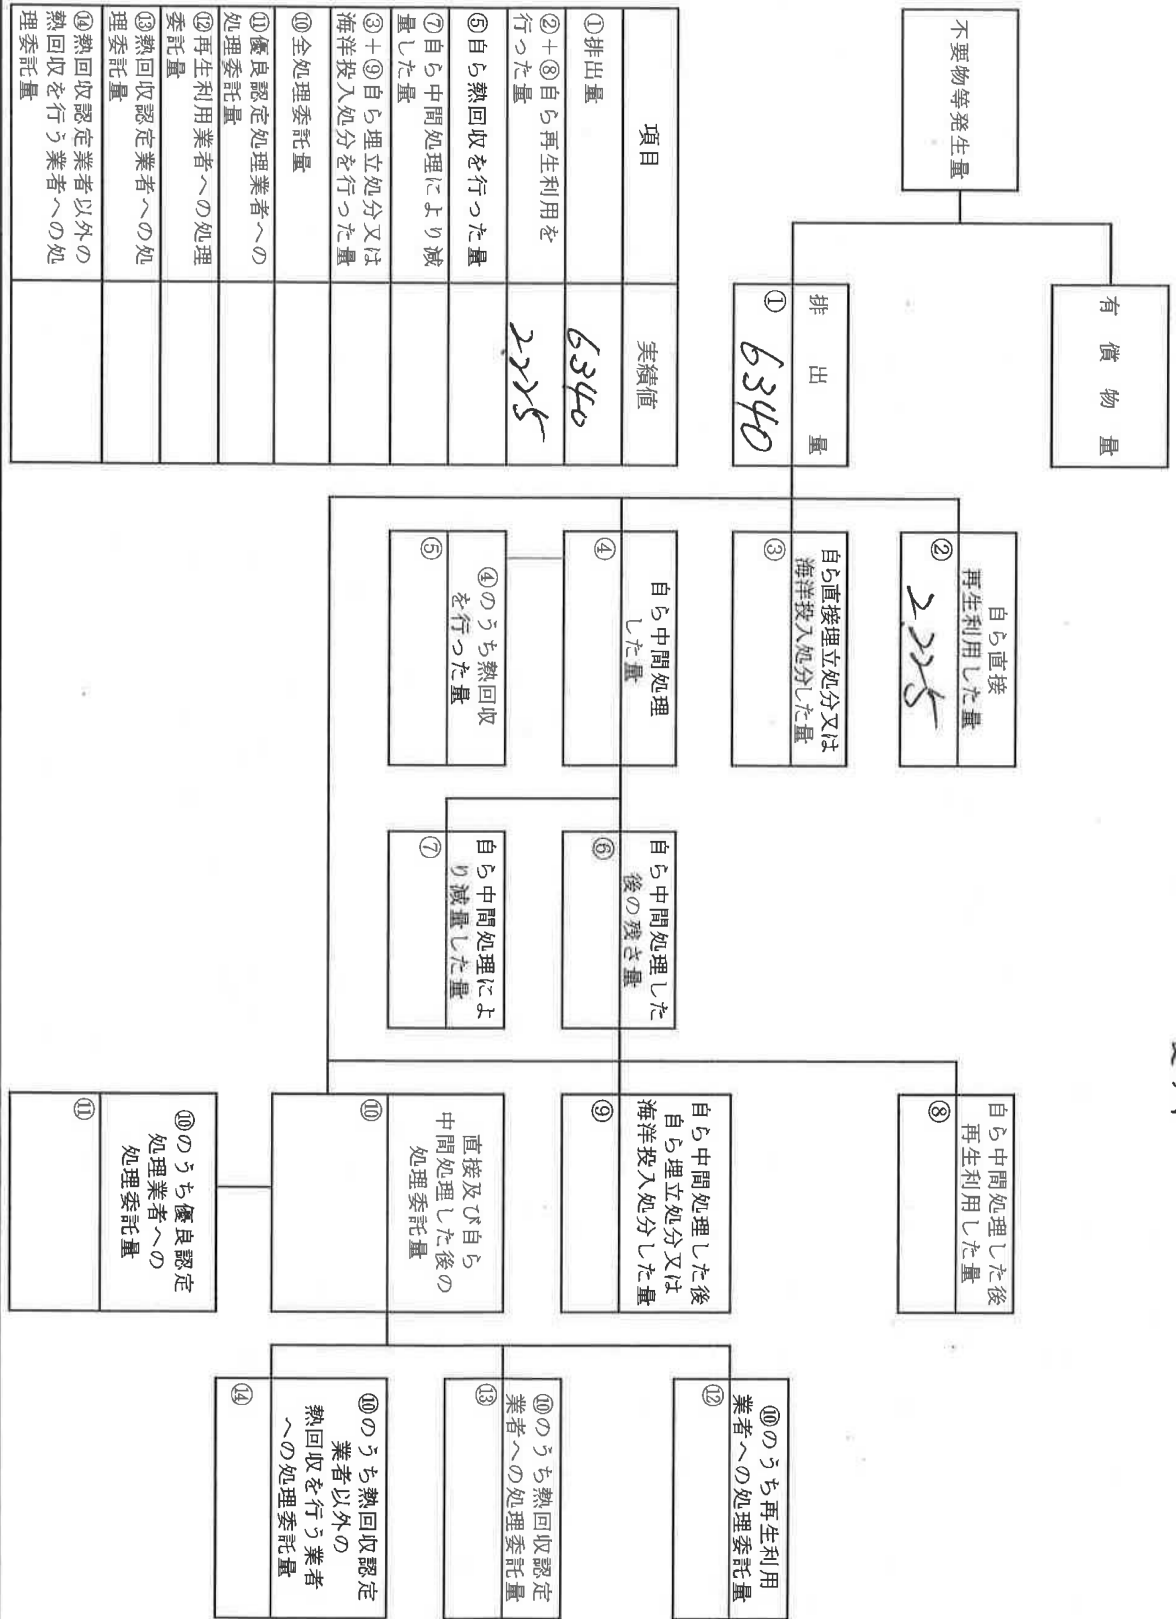 不要物等発生量
有償物量
排出量
① 6340
自ら直接
再生利用した量
② 2,225
自ら直接埋立処分又は
海洋投入処分した量
③
自ら中間処理
した量
④
④のうち熱回収
を行った量
⑤
自ら中間処理した
後の残さ量
⑥
自ら中間処理によ
り減量した量
⑦
自ら中間処理した後
再生利用した量
⑧
自ら中間処理した後
自ら埋立処分又は
海洋投入処分した量
⑨
直接及び自ら
中間処理した後の
処理委託量
⑩
⑩のうち優良認定
処理業者への
処理委託量
⑪
⑩のうち再生利用
業者への処理委託量
⑫
⑩のうち熱回収認定
業者への処理委託量
⑬
⑩のうち熱回収認定
業者以外の
熱回収を行う業者
への処理委託量
⑭
項目 実績値
①排出量 6340
②+⑧自ら再生利用を
行った量 2,225
⑤自ら熱回収を行った量
⑦自ら中間処理により減
量した量
③+⑨自ら埋立処分又は
海洋投入処分を行った量
⑩全処理委託量
⑪優良認定処理業者への
処理委託量
⑫再生利用業者への処理
委託量
⑬熱回収認定業者への処
理委託量
⑭熱回収認定業者以外の
熱回収を行う業者への処
理委託量